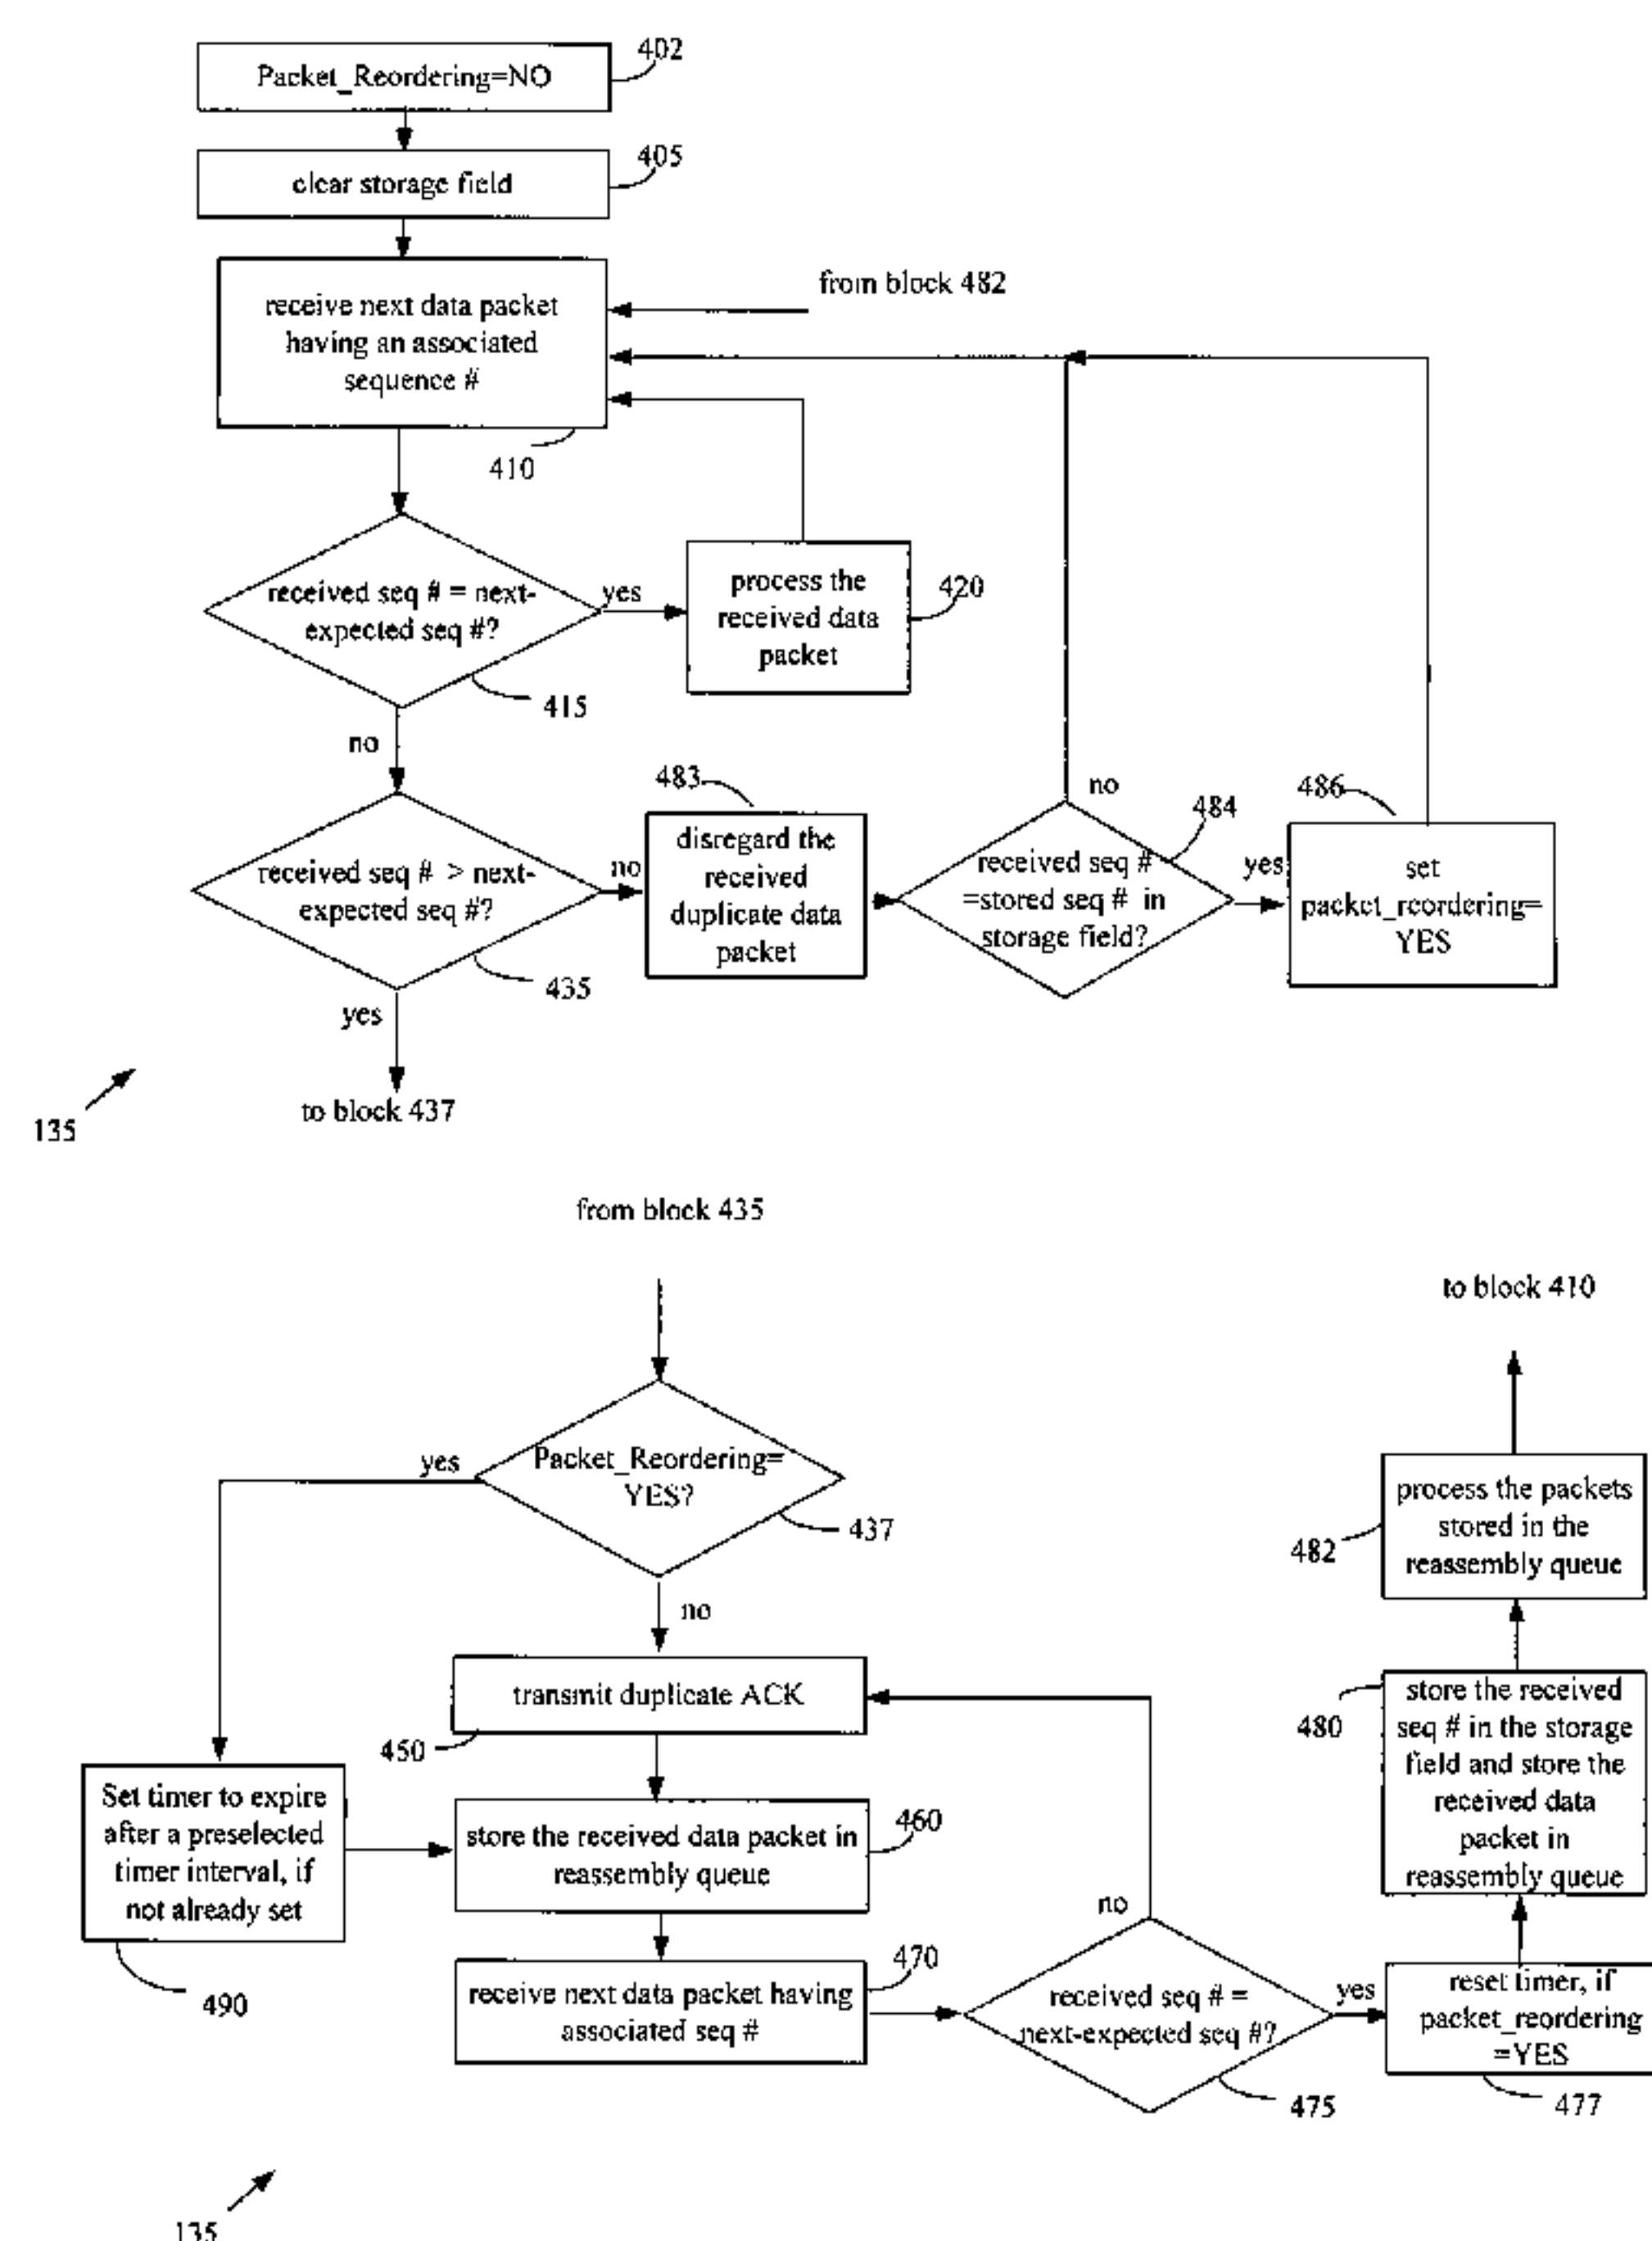 Packet_Reordering=NO
402
clear storage field
405
receive next data packet
having an associated
sequence #
from block 482
410
received seq # = next-
expected seq #?
yes
process the
received data
packet
420
415
no
received seq # > next-
expected seq #?
no
483
disregard the
received
duplicate data
packet
no
484
received seq #
=stored seq # in
storage field?
yes
486
set
packet_reordering=
YES
435
yes
to block 437
135
from block 435
to block 410
yes
Packet_Reordering=
YES?
437
no
transmit duplicate ACK
450
Set timer to expire
after a preselected
timer interval, if
not already set
490
store the received data packet in
reassembly queue
460
receive next data packet having
associated seq #
470
no
received seq # =
next-expected seq #?
475
yes
reset timer, if
packet_reordering
=YES
477
store the received
seq # in the storage
field and store the
received data
packet in
reassembly queue
480
process the packets
stored in the
reassembly queue
482
135